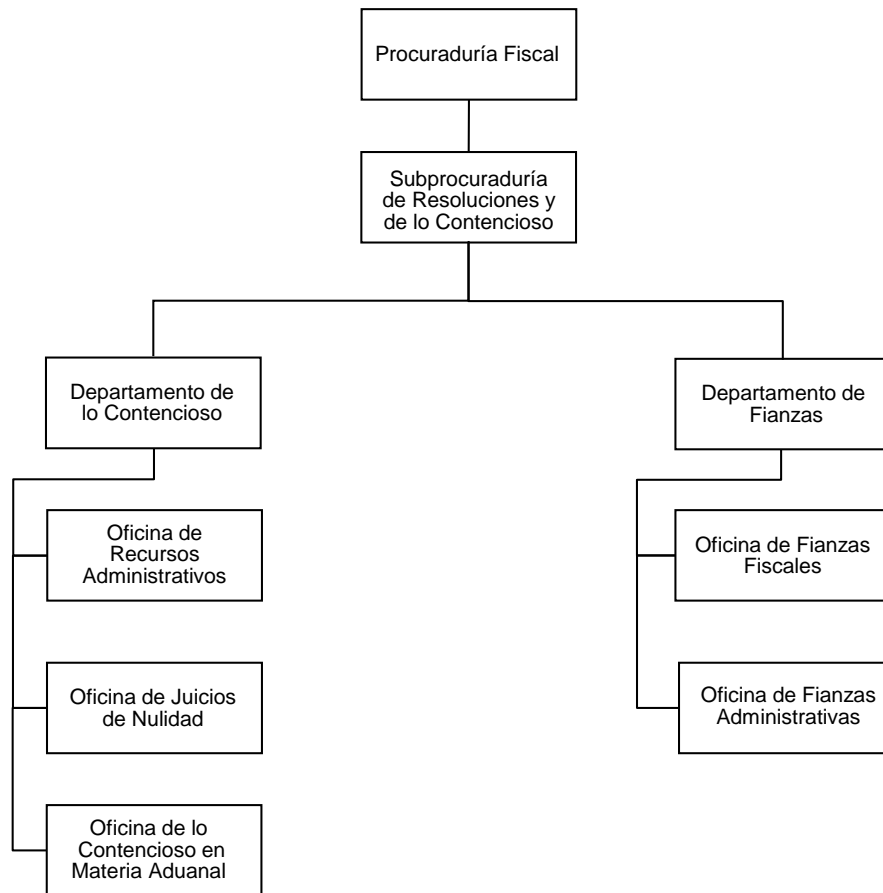 Procuraduría Fiscal
Subprocuraduría
de Resoluciones y
de lo Contencioso
Departamento de
lo Contencioso
Departamento de
Fianzas
Oficina de
Recursos
Administrativos
Oficina de Fianzas
Fiscales
Oficina de Juicios
de Nulidad
Oficina de Fianzas
Administrativas
Oficina de lo
Contencioso en
Materia Aduanal